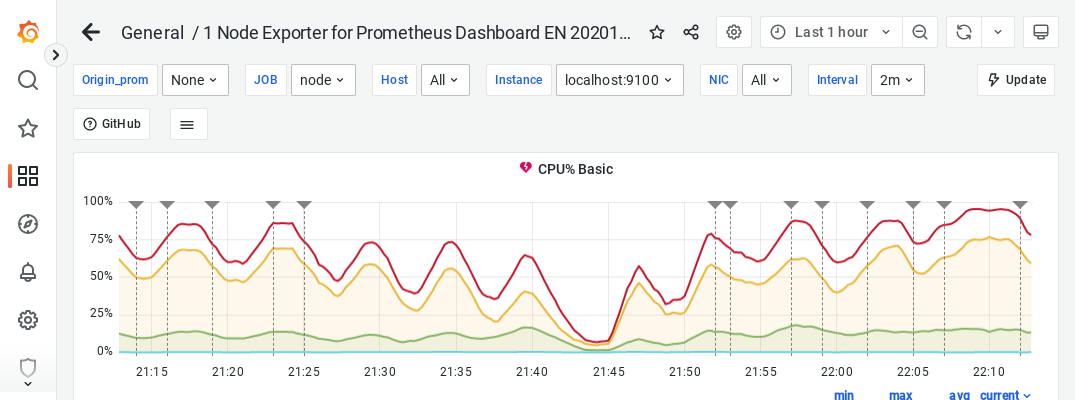 General / 1 Node Exporter for Prometheus Dashboard EN 20201...
Last 1 hour
Origin_prom None JOB node Host All Instance localhost:9100 NIC All Interval 2m Update
GitHub
CPU% Basic
100%
75%
50%
25%
0%
21:15 21:20 21:25 21:30 21:35 21:40 21:45 21:50 21:55 22:00 22:05 22:10
min max avg current